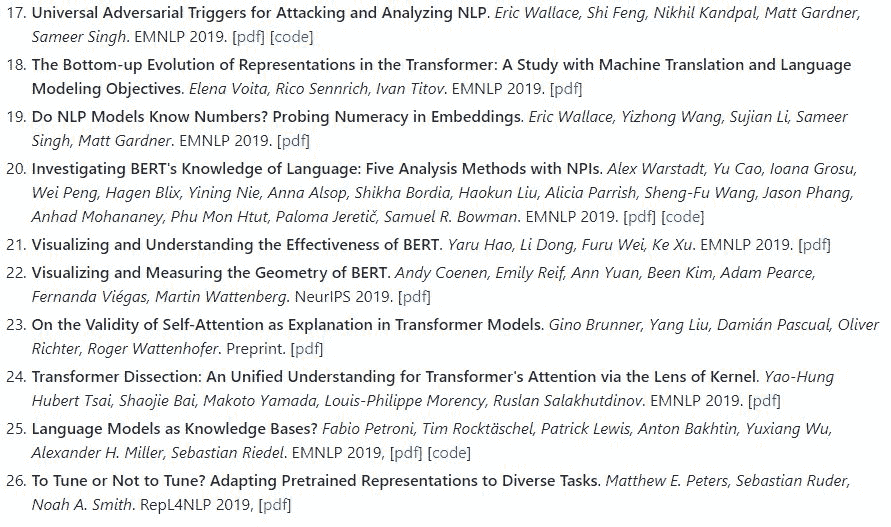 17. Universal Adversarial Triggers for Attacking and Analyzing NLP. Eric Wallace, Shi Feng, Nikhil Kandpal, Matt Gardner,
Sameer Singh. EMNLP 2019. [pdf] [code]
18. The Bottom-up Evolution of Representations in the Transformer: A Study with Machine Translation and Language
Modeling Objectives. Elena Voita, Rico Sennrich, Ivan Titov. EMNLP 2019. [pdf]
19. Do NLP Models Know Numbers? Probing Numeracy in Embeddings. Eric Wallace, Yizhong Wang, Sujian Li, Sameer
Singh, Matt Gardner. EMNLP 2019. [pdf]
20. Investigating BERT's Knowledge of Language: Five Analysis Methods with NPIs. Alex Warstadt, Yu Cao, Ioana Grosu,
Wei Peng, Hagen Blix, Yining Nie, Anna Alsop, Shikha Bordia, Haokun Liu, Alicia Parrish, Sheng-Fu Wang, Jason Phang,
Anhad Mohananey, Phu Mon Htut, Paloma Jeretič, Samuel R. Bowman. EMNLP 2019. [pdf] [code]
21. Visualizing and Understanding the Effectiveness of BERT. Yaru Hao, Li Dong, Furu Wei, Ke Xu. EMNLP 2019. [pdf]
22. Visualizing and Measuring the Geometry of BERT. Andy Coenen, Emily Reif, Ann Yuan, Been Kim, Adam Pearce,
Fernanda Viégas, Martin Wattenberg. NeurIPS 2019. [pdf]
23. On the Validity of Self-Attention as Explanation in Transformer Models. Gino Brunner, Yang Liu, Damián Pascual, Oliver
Richter, Roger Wattenhofer. Preprint. [pdf]
24. Transformer Dissection: An Unified Understanding for Transformer's Attention via the Lens of Kernel. Yao-Hung
Hubert Tsai, Shaojie Bai, Makoto Yamada, Louis-Philippe Morency, Ruslan Salakhutdinov. EMNLP 2019. [pdf]
25. Language Models as Knowledge Bases? Fabio Petroni, Tim Rocktäschel, Patrick Lewis, Anton Bakhtin, Yuxiang Wu,
Alexander H. Miller, Sebastian Riedel. EMNLP 2019, [pdf] [code]
26. To Tune or Not to Tune? Adapting Pretrained Representations to Diverse Tasks. Matthew E. Peters, Sebastian Ruder,
Noah A. Smith. RepL4NLP 2019, [pdf]